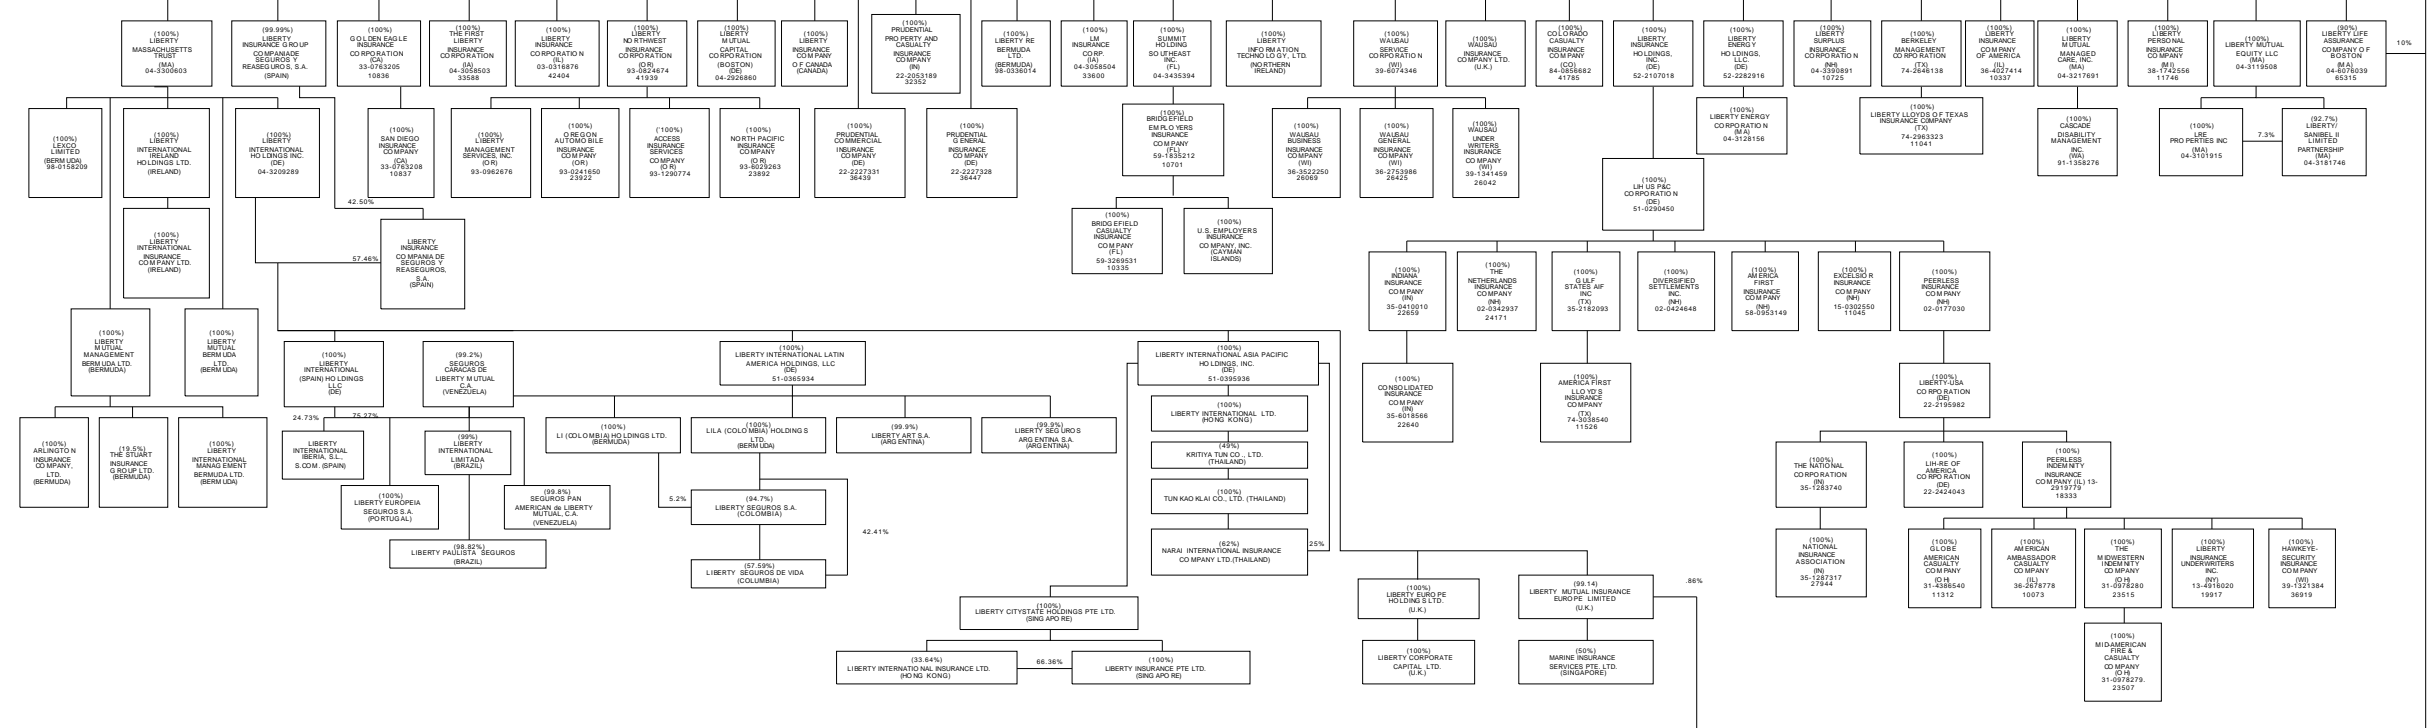 (100%)
LIBERTY
MASSACHUSETTS
TRUST
(MA)
04-3300603
(99.99%)
LIBERTY
INSURANCE GROUP
COMPANIADE
SEGUROS Y
REASEGUROS, S.A.
(SPAIN)
(100%)
GOLDEN EAGLE
INSURANCE
CORPORATION
(CA)
33-0763205
10836
(100%)
THE FIRST
LIBERTY
INSURANCE
CORPORATION
(IA)
04-3058503
33588
(100%)
LIBERTY
INSURANCE
CORPORATION
(IL)
03-0316876
42404
(100%)
LIBERTY
NORTHWEST
INSURANCE
CORPORATION
(OR)
93-0824674
41939
(100%)
LIBERTY
MUTUAL
CAPITAL
CORPORATION
(BOSTON)
(DE)
04-2926860
(100%)
LIBERTY
INSURANCE
COMPANY
OF CANADA
(CANADA)
(100%)
PRUDENTIAL
PROPERTY AND
CASUALTY
INSURANCE
COMPANY
(IN)
22-2053189
32352
(100%)
LIBERTY RE
BERMUDA
LTD.
(BERMUDA)
98-0336014
(100%)
LM
INSURANCE
CORP.
(IA)
04-3058504
33600
(100%)
SUMMIT
HOLDING
SOUTHEAST
INC.
(FL)
04-3435394
(100%)
LIBERTY
INFORMATION
TECHNOLOGY, LTD.
(NORTHERN
IRELAND)
(100%)
WAUSAU
SERVICE
CORPORATION
(WI)
39-6074346
(100%)
WAUSAU
INSURANCE
COMPANY LTD.
(U.K.)
(100%)
COLORADO
CASUALTY
INSURANCE
COMPANY
(CO)
84-0856682
41785
(100%)
LIBERTY
INSURANCE
HOLDINGS,
INC.
(DE)
52-2107018
(100%)
LIBERTY
ENERGY
HOLDINGS,
LLC.
(DE)
52-2282916
(100%)
LIBERTY
SURPLUS
INSURANCE
CORPORATION
(NH)
04-3390891
10725
(100%)
BERKELEY
MANAGEMENT
CORPORATION
(TX)
74-2646138
(100%)
LIBERTY
INSURANCE
COMPANY
OF AMERICA
(IL)
36-4027414
10337
(100%)
LIBERTY
MUTUAL
MANAGED
CARE, INC.
(MA)
04-3217691
(100%)
LIBERTY
PERSONAL
INSURANCE
COMPANY
(MI)
38-1742556
11746
(100%)
LIBERTY MUTUAL
EQUITY LLC
(MA)
04-3119508
(90%)
LIBERTY LIFE
ASSURANCE
COMPANY OF
BOSTON
(MA)
04-6076039
65315
10%
(100%)
LEXCO
LIMITED
(BERMUDA)
98-0158209
(100%)
LIBERTY
INTERNATIONAL
IRELAND
HOLDINGS LTD.
(IRELAND)
(100%)
LIBERTY
INTERNATIONAL
HOLDINGS INC.
(DE)
04-3209289
(100%)
SAN DIEGO
INSURANCE
COMPANY
(CA)
33-0763208
10837
(100%)
LIBERTY
MANAGEMENT
SERVICES, INC.
(OR)
93-0962676
(100%)
OREGON
AUTOMOBILE
INSURANCE
COMPANY
(OR)
93-0241650
23922
(100%)
ACCESS
INSURANCE
SERVICES
COMPANY
(OR)
93-1290774
(100%)
NORTH PACIFIC
INSURANCE
COMPANY
(OR)
93-6029263
23892
(100%)
PRUDENTIAL
COMMERCIAL
INSURANCE
COMPANY
(DE)
22-2227331
36439
(100%)
PRUDENTIAL
GENERAL
INSURANCE
COMPANY
(DE)
22-2227328
36447
(100%)
BRIDGEFIELD
EMPLOYERS
INSURANCE
COMPANY
(FL)
59-1835212
10701
(100%)
WAUSAU
BUSINESS
INSURANCE
COMPANY
(WI)
36-3522250
26069
(100%)
WAUSAU
GENERAL
INSURANCE
COMPANY
(WI)
36-2753986
26425
(100%)
WAUSAU
UNDER
WRITERS
INSURANCE
COMPANY
(WI)
39-1341459
26042
(100%)
LIBERTY ENERGY
CORPORATION
(MA)
04-3128156
(100%)
LIBERTY LLOYDS OF TEXAS
INSURANCE COMPANY
(TX)
74-2963323
11041
(100%)
CASCADE
DISABILITY
MANAGEMENT
INC.
(WA)
91-1358276
(100%)
LRE
PROPERTIES INC
(MA)
04-3101915
7.3%
(92.7%)
LIBERTY/
SANIBEL II
LIMITED
PARTNERSHIP
(MA)
04-3181746
(100%)
LIH US P&C
CORPORATION
(DE)
51-0290450
42.50%
(100%)
LIBERTY
INTERNATIONAL
INSURANCE
COMPANY LTD.
(IRELAND)
57.46%
LIBERTY
INSURANCE
COMPANIA DE
SEGUROS Y
REASEGUROS,
S.A.
(SPAIN)
(100%)
BRIDGEFIELD
CASUALTY
INSURANCE
COMPANY
(FL)
59-3269531
10335
(100%)
U.S. EMPLOYERS
INSURANCE
COMPANY, INC.
(CAYMAN
ISLANDS)
(100%)
INDIANA
INSURANCE
COMPANY
(IN)
35-0410010
22659
(100%)
THE
NETHERLANDS
INSURANCE
COMPANY
(NH)
02-0342937
24171
(100%)
GULF
STATES AIF
INC
(TX)
35-2182093
(100%)
DIVERSIFIED
SETTLEMENTS
INC.
(NH)
02-0424648
(100%)
AMERICA
FIRST
INSURANCE
COMPANY
(NH)
58-0953149
(100%)
EXCELSIOR
INSURANCE
COMPANY
(NH)
15-0302550
11045
(100%)
PEERLESS
INSURANCE
COMPANY
(NH)
02-0177030
(100%)
LIBERTY
MUTUAL
MANAGEMENT
BERMUDA LTD.
(BERMUDA)
(100%)
LIBERTY
MUTUAL
BERMUDA
LTD.
(BERMUDA)
(100%)
LIBERTY
INTERNATIONAL
(SPAIN) HOLDINGS
LLC
(DE)
(99.2%)
SEGUROS
CARACAS DE
LIBERTY MUTUAL
C.A.
(VENEZUELA)
(100%)
LIBERTY INTERNATIONAL LATIN
AMERICA HOLDINGS, LLC
(DE)
51-0365934
(100%)
LIBERTY INTERNATIONAL ASIA PACIFIC
HOLDINGS, INC.
(DE)
51-0395936
(100%)
CONSOLIDATED
INSURANCE
COMPANY
(IN)
35-6018566
22640
(100%)
AMERICA FIRST
LLOYD'S
INSURANCE
COMPANY
(TX)
74-3038540
11526
(100%)
LIBERTY-USA
CORPORATION
(DE)
22-2195982
24.73%
75.27%
(100%)
ARLINGTON
INSURANCE
COMPANY,
LTD.
(BERMUDA)
(19.5%)
THE STUART
INSURANCE
GROUP LTD.
(BERMUDA)
(100%)
LIBERTY
INTERNATIONAL
MANAGEMENT
BERMUDA LTD.
(BERMUDA)
LIBERTY
INTERNATIONAL
IBERIA, S.L.,
S.COM. (SPAIN)
(99%)
LIBERTY
INTERNATIONAL
LIMITADA
(BRAZIL)
(100%)
LI (COLOMBIA) HOLDINGS LTD.
(BERMUDA)
(100%)
LILA (COLOMBIA) HOLDINGS
LTD.
(BERMUDA)
(99.9%)
LIBERTY ART S.A.
(ARGENTINA)
(99.9%)
LIBERTY SEGUROS
ARGENTINA S.A.
(ARGENTINA)
(100%)
LIBERTY INTERNATIONAL LTD.
(HONG KONG)
(49%)
KRITIYA TUN CO., LTD.
(THAILAND)
(100%)
TUN KAO KLAI CO., LTD. (THAILAND)
(62%)
NARAI INTERNATIONAL INSURANCE
COMPANY LTD.(THAILAND)
25%
(100%)
THE NATIONAL
CORPORATION
(IN)
35-1283740
(100%)
LIH-RE OF
AMERICA
CORPORATION
(DE)
22-2424043
(100%)
PEERLESS
INDEMNITY
INSURANCE
COMPANY (IL) 13-
2919779
18333
(100%)
LIBERTY EUROPEIA
SEGUROS S.A.
(PORTUGAL)
(99.8%)
SEGUROS PAN
AMERICAN de LIBERTY
MUTUAL, C.A.
(VENEZUELA)
5.2%
(94.7%)
LIBERTY SEGUROS S.A.
(COLOMBIA)
42.41%
(98.82%)
LIBERTY PAULISTA SEGUROS
(BRAZIL)
(57.59%)
LIBERTY SEGUROS DE VIDA
(COLUMBIA)
(100%)
NATIONAL
INSURANCE
ASSOCIATION
(IN)
35-1287317
27944
(100%)
GLOBE
AMERICAN
CASUALTY
COMPANY
(OH)
31-4386540
11312
(100%)
AMERICAN
AMBASSADOR
CASUALTY
COMPANY
(IL)
36-2678778
10073
(100%)
THE
MIDWESTERN
INDEMNITY
COMPANY
(OH)
31-0978280
23515
(100%)
LIBERTY
INSURANCE
UNDERWRITERS
INC.
(NY)
13-4916020
19917
(100%)
HAWKEYE-
SECURITY
INSURANCE
COMPANY
(WI)
39-1321384
36919
(100%)
LIBERTY CITYSTATE HOLDINGS PTE LTD.
(SINGAPORE)
(100%)
LIBERTY EUROPE
HOLDINGS LTD.
(U.K.)
(99.14)
LIBERTY MUTUAL INSURANCE
EUROPE LIMITED
(U.K.)
.86%
(33.64%)
LIBERTY INTERNATIONAL INSURANCE LTD.
(HONG KONG)
66.36%
(100%)
LIBERTY INSURANCE PTE LTD.
(SINGAPORE)
(100%)
LIBERTY CORPORATE
CAPITAL LTD.
(U.K.)
(50%)
MARINE INSURANCE
SERVICES PTE. LTD.
(SINGAPORE)
(100%)
MID-AMERICAN
FIRE &
CASUALTY
COMPANY
(OH)
31-0978279.
23507